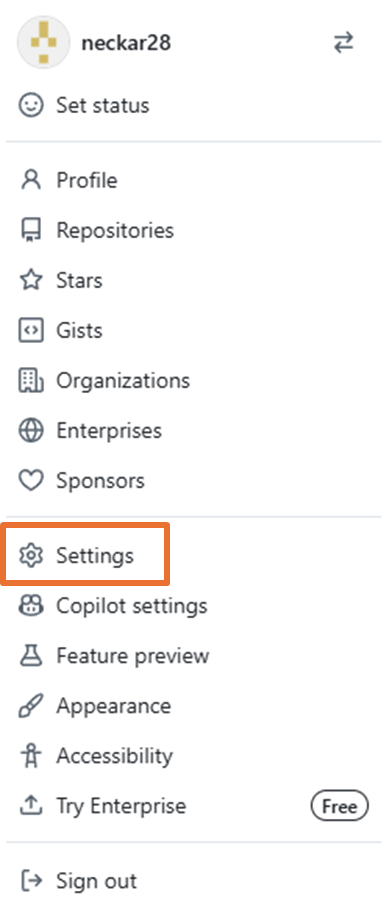 neckar28
Set status
Profile
Repositories
Stars
Gists
Organizations
Enterprises
Sponsors
Settings
Copilot settings
Feature preview
Appearance
Accessibility
Try Enterprise Free
Sign out